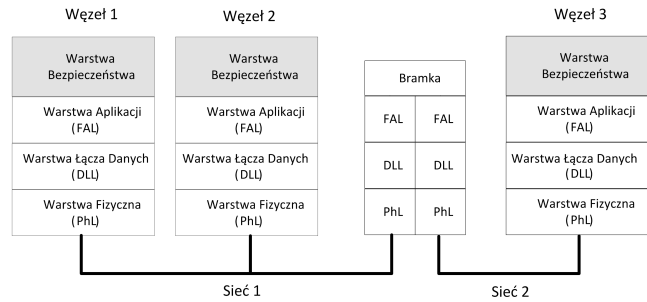 Węzeł 1
Warstwa
Bezpieczeństwa
Warstwa Aplikacji
(FAL)
Warstwa Łącza Danych
(DLL)
Warstwa Fizyczna
(PhL)
Węzeł 2
Warstwa
Bezpieczeństwa
Warstwa Aplikacji
(FAL)
Warstwa Łącza Danych
(DLL)
Warstwa Fizyczna
(PhL)
Bramka
FAL FAL
DLL DLL
PhL PhL
Węzeł 3
Warstwa
Bezpieczeństwa
Warstwa Aplikacji
(FAL)
Warstwa Łącza Danych
(DLL)
Warstwa Fizyczna
(PhL)
Sieć 1
Sieć 2